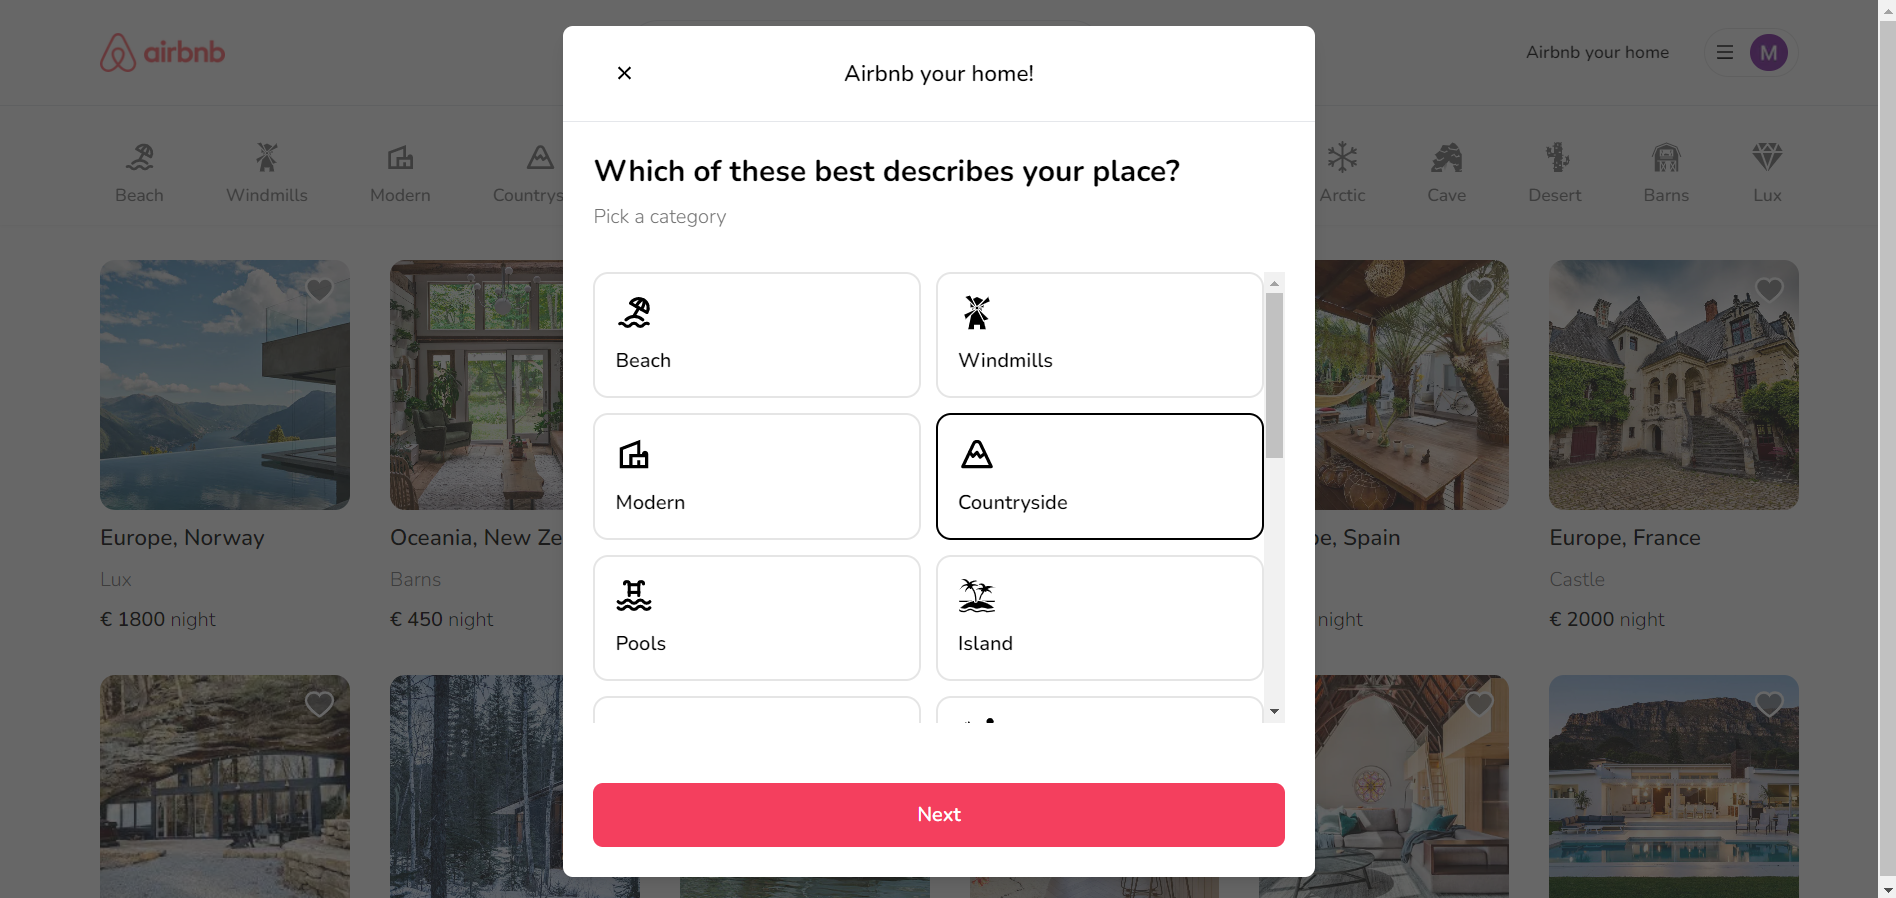 airbnb
Airbnb your home
M
Beach
Windmills
Modern
Countrys
Arctic
Cave
Desert
Barns
Lux
Airbnb your home!
Which of these best describes your place?
Pick a category
Beach
Windmills
Modern
Countryside
Pools
Island
Next
Europe, Norway
Lux
€ 1800 night
Oceania, New Ze
Barns
€ 450 night
pe, Spain
night
Europe, France
Castle
€ 2000 night